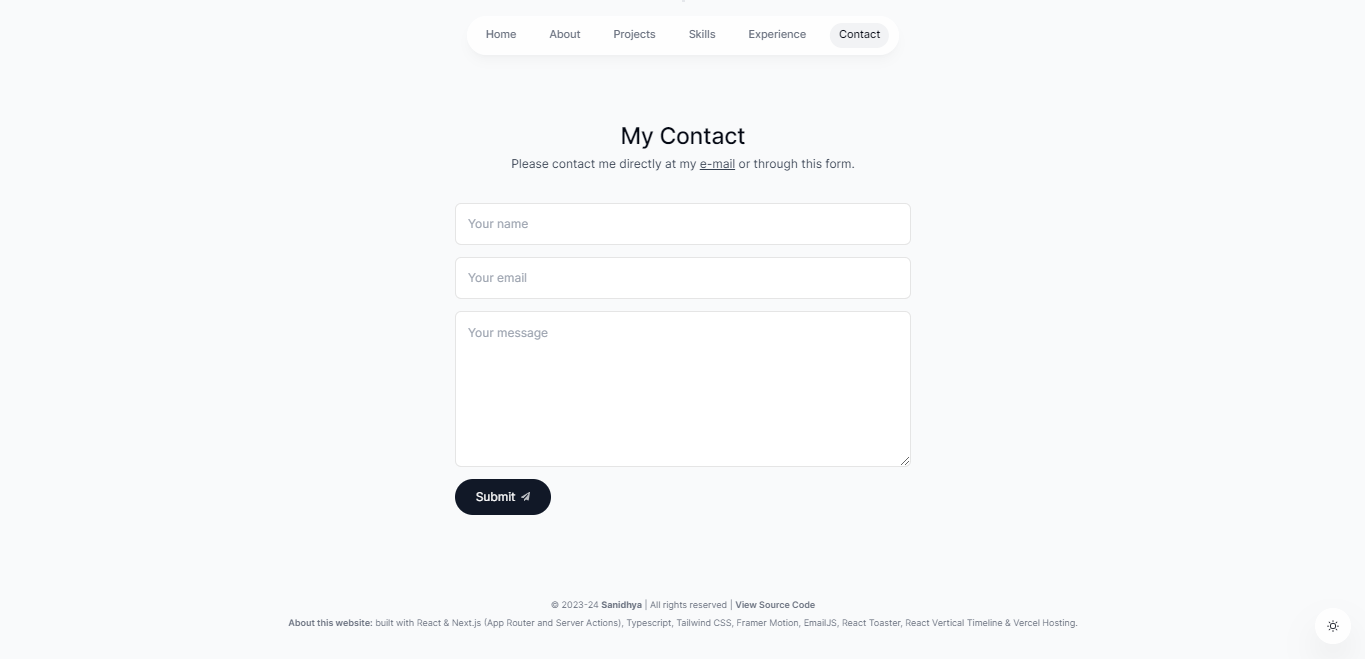 Home About Projects Skills Experience Contact
My Contact
Please contact me directly at my e-mail or through this form.
Your name
Your email
Your message
Submit
© 2023-24 Sanidhya | All rights reserved | View Source Code
About this website: built with React & Next.js (App Router and Server Actions), Typescript, Tailwind CSS, Framer Motion, EmailJS, React Toaster, React Vertical Timeline & Vercel Hosting.